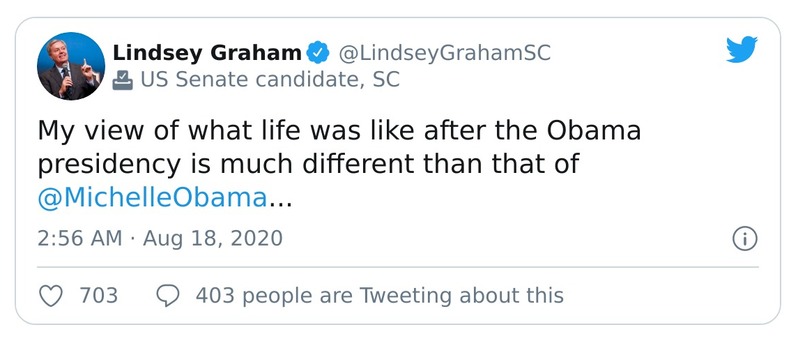 Lindsey Graham @LindseyGrahamSC
US Senate candidate, SC
My view of what life was like after the Obama
presidency is much different than that of
@MichelleObama...
2:56 AM · Aug 18, 2020
703 403 people are Tweeting about this